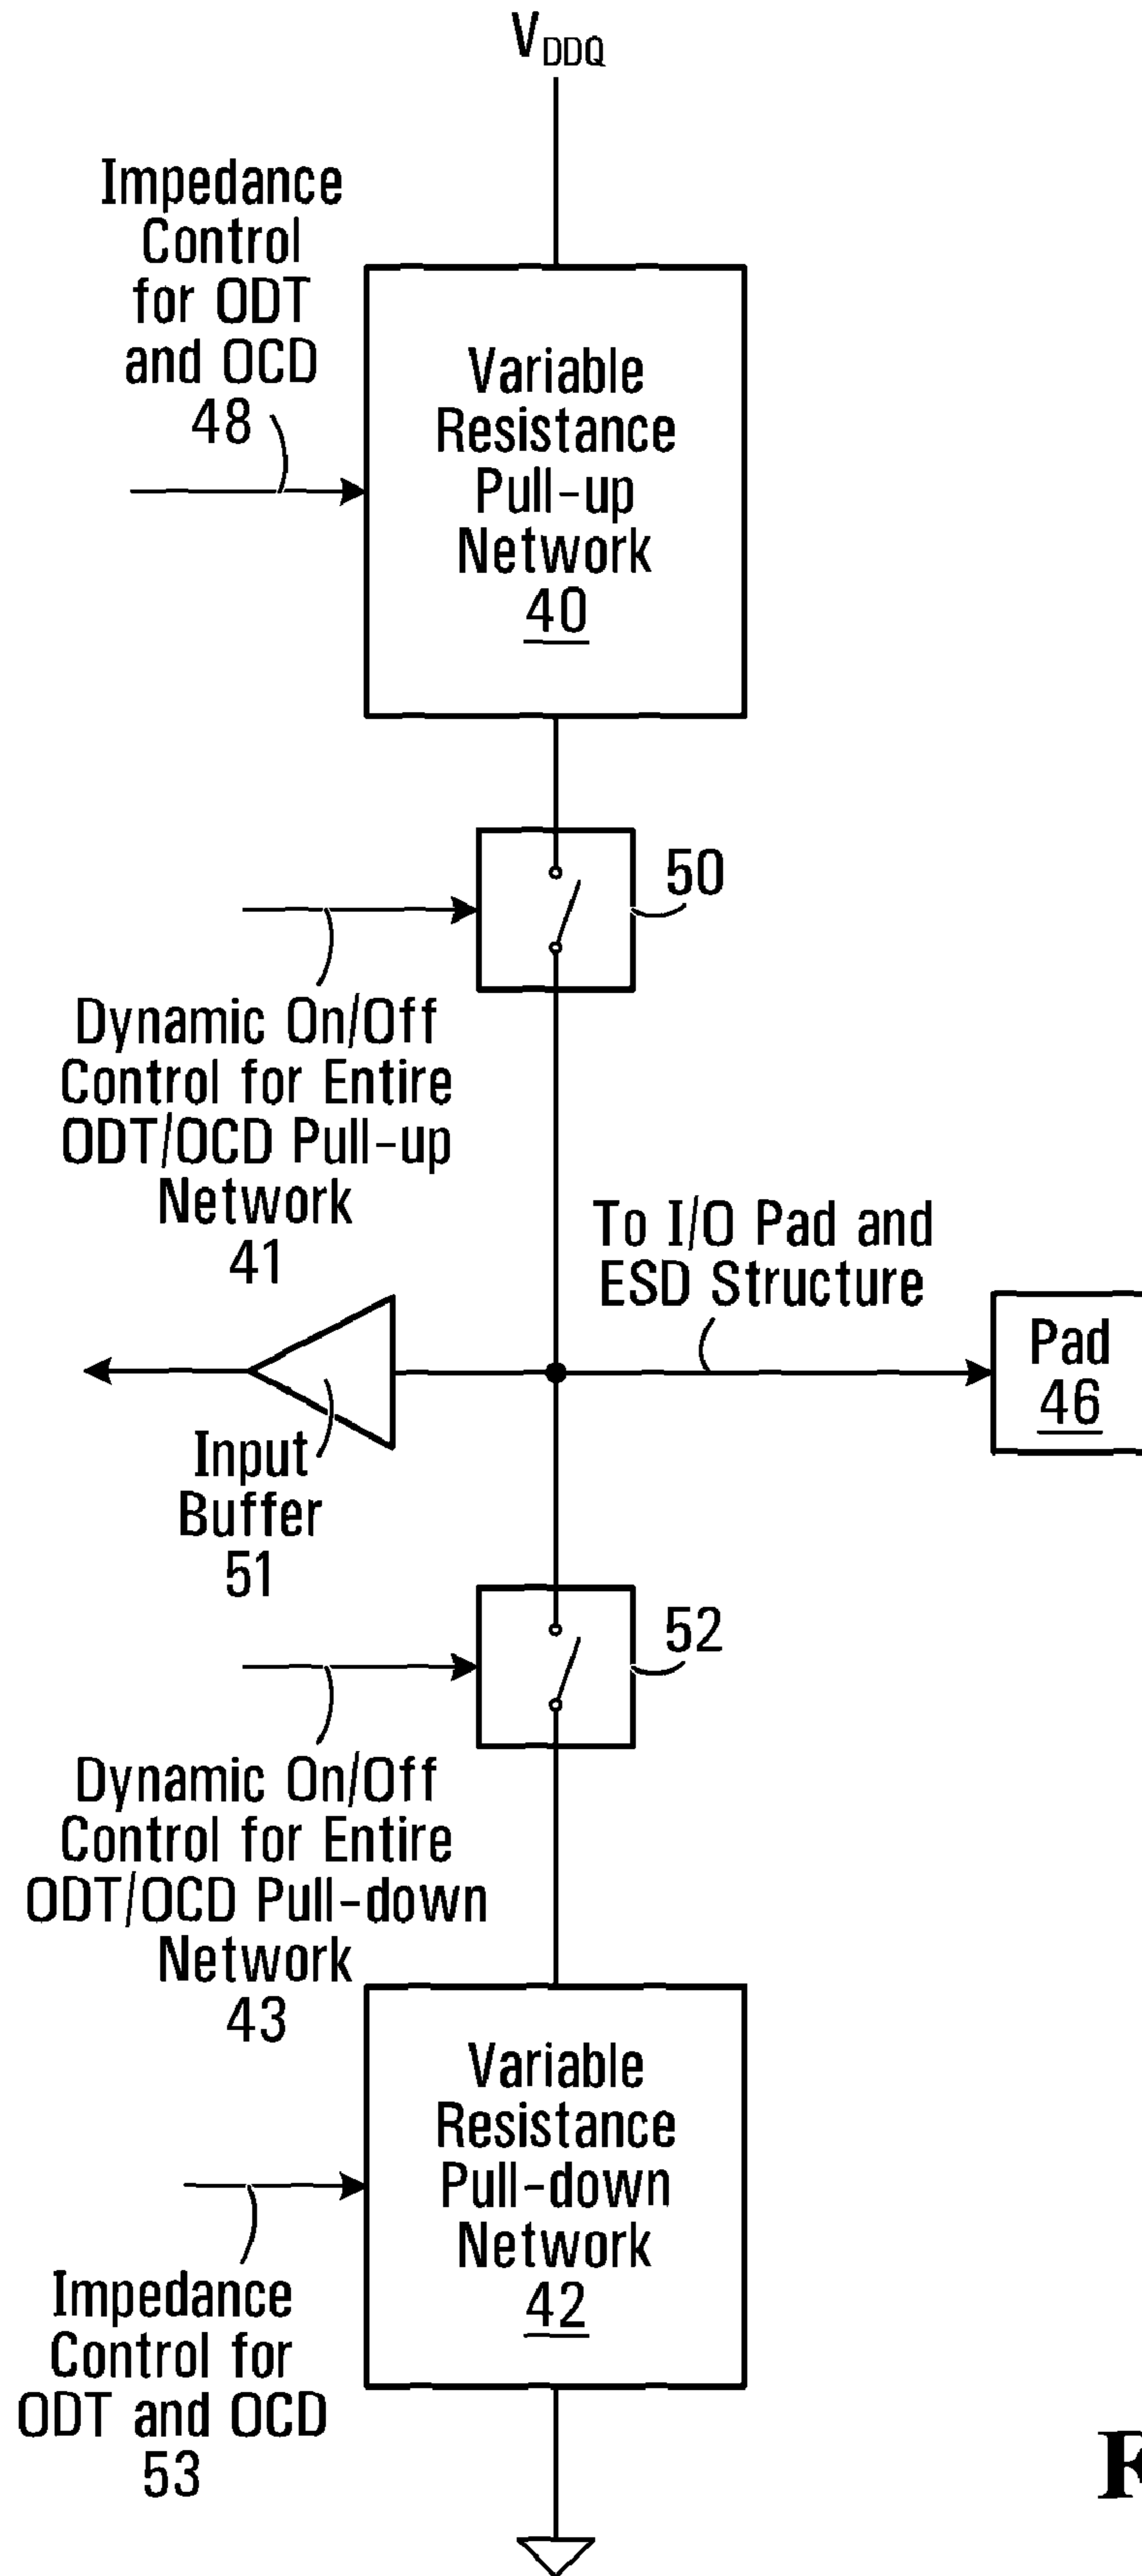 VDDQ
Impedance
Control
for ODT
and OCD
48
Variable
Resistance
Pull-up
Network
40
50
Dynamic On/Off
Control for Entire
ODT/OCD Pull-up
Network
41
To I/O Pad and
ESD Structure
Pad
46
Input
Buffer
51
52
Dynamic On/Off
Control for Entire
ODT/OCD Pull-down
Network
43
Variable
Resistance
Pull-down
Network
42
Impedance
Control for
ODT and OCD
53